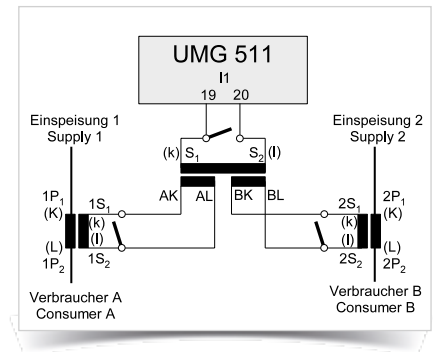 UMG 511
I1
19 20
Einspeisung 1
Supply 1
Einspeisung 2
Supply 2
(k) S1 S2 (l)
AK AL BK BL
1P1
(K)
1S1
(k)
(l)
1S2
(L)
1P2
2S1
(k)
(l)
2S2
2P1
(K)
(L)
2P2
Verbraucher A
Consumer A
Verbraucher B
Consumer B